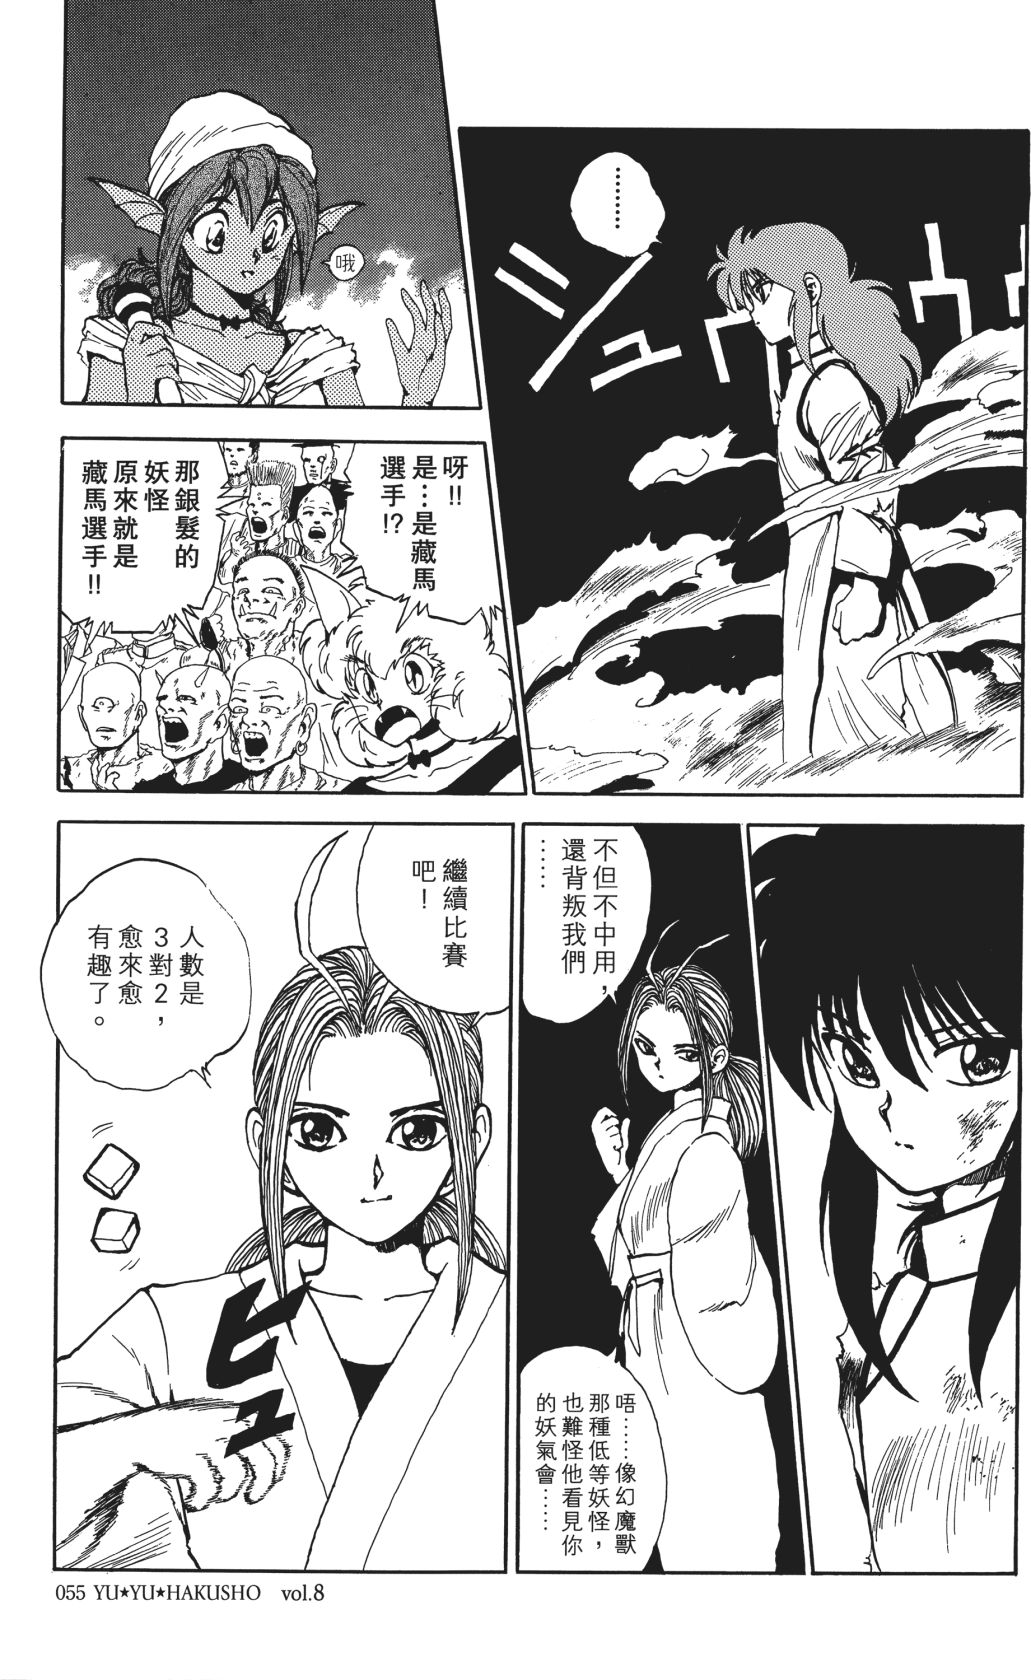 ………
シュウウウ
哦
呀!!
是…是藏馬
選手!?
那銀髮的
妖怪
原來就是
藏馬選手!!
不但不中用，
還背叛我們
……
唔……像幻魔獸
那種低等妖怪，
也難怪他看見你
的妖氣會……
繼續比賽
吧！
人數是
3對2，
愈來愈
有趣了。
ヒュ
055 YU★YU★HAKUSHO vol.8